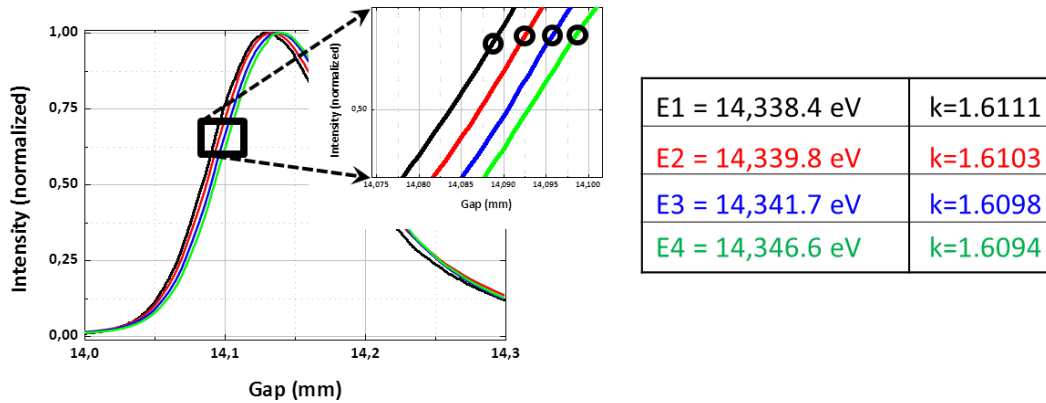 Intensity (normalized)
1,00
0,75
0,50
0,25
0,00
14,0
14,1
14,2
14,3
Gap (mm)
Intensity (normalized)
0,50
14,075
14,080
14,085
14,090
14,095
14,100
Gap (mm)
E1 = 14,338.4 eV k=1.6111
E2 = 14,339.8 eV k=1.6103
E3 = 14,341.7 eV k=1.6098
E4 = 14,346.6 eV k=1.6094